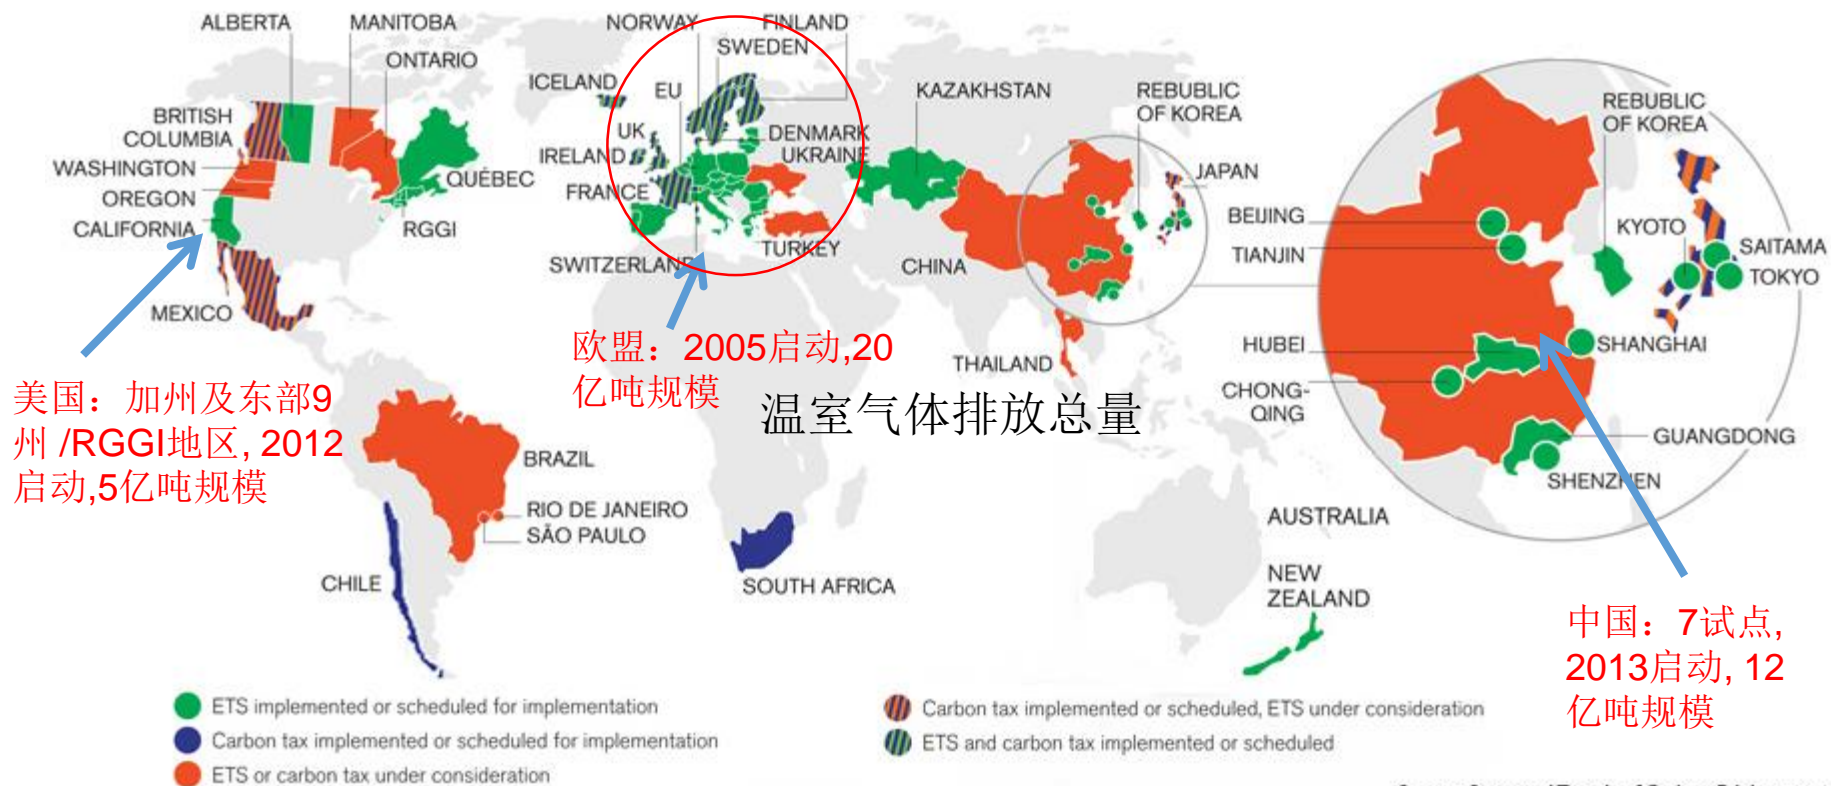 ALBERTA
MANITOBA
ONTARIO
BRITISH
COLUMBIA
WASHINGTON
OREGON
CALIFORNIA
QUÉBEC
RGGI
MEXICO
NORWAY
FINLAND
SWEDEN
ICELAND
EU
UK
IRELAND
FRANCE
DENMARK
UKRAINE
SWITZERLAND
TURKEY
KAZAKHSTAN
REBUBLIC
OF KOREA
JAPAN
CHINA
THAILAND
REBUBLIC
OF KOREA
BEIJING
TIANJIN
KYOTO
SAITAMA
TOKYO
HUBEI
SHANGHAI
CHONG-
QING
GUANGDONG
SHENZHEN
美国：加州及东部9
州 /RGGI地区, 2012
启动,5亿吨规模
欧盟：2005启动,20
亿吨规模
温室气体排放总量
BRAZIL
RIO DE JANEIRO
SÃO PAULO
CHILE
SOUTH AFRICA
AUSTRALIA
NEW
ZEALAND
中国：7试点,
2013启动, 12
亿吨规模
ETS implemented or scheduled for implementation
Carbon tax implemented or scheduled for implementation
ETS or carbon tax under consideration
Carbon tax implemented or scheduled, ETS under consideration
ETS and carbon tax implemented or scheduled